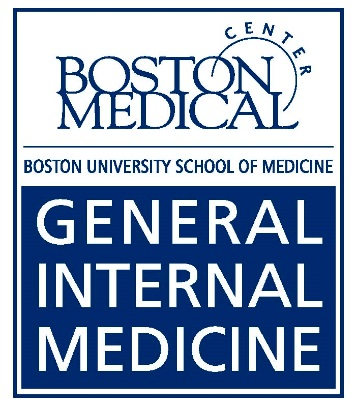 BOSTON
MEDICAL
CENTER
BOSTON UNIVERSITY SCHOOL OF MEDICINE
GENERAL
INTERNAL
MEDICINE